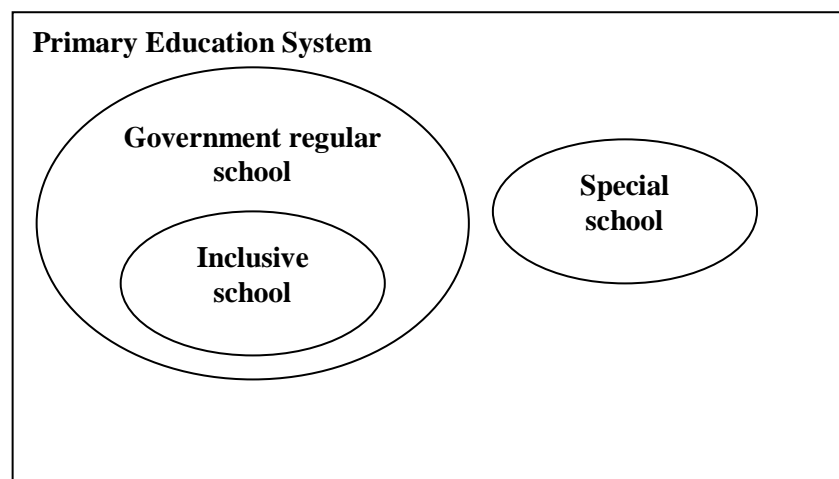 Primary Education System
Government regular
school
Inclusive
school
Special
school